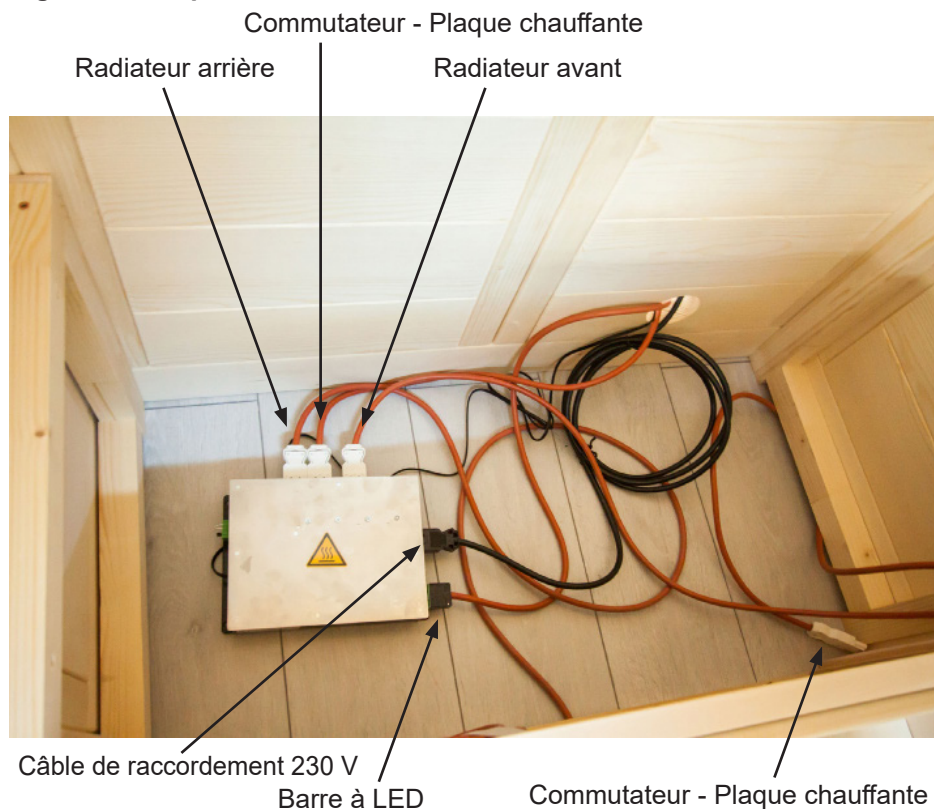 Commutateur - Plaque chauffante
Radiateur arrière
Radiateur avant
Câble de raccordement 230 V
Barre à LED
Commutateur - Plaque chauffante